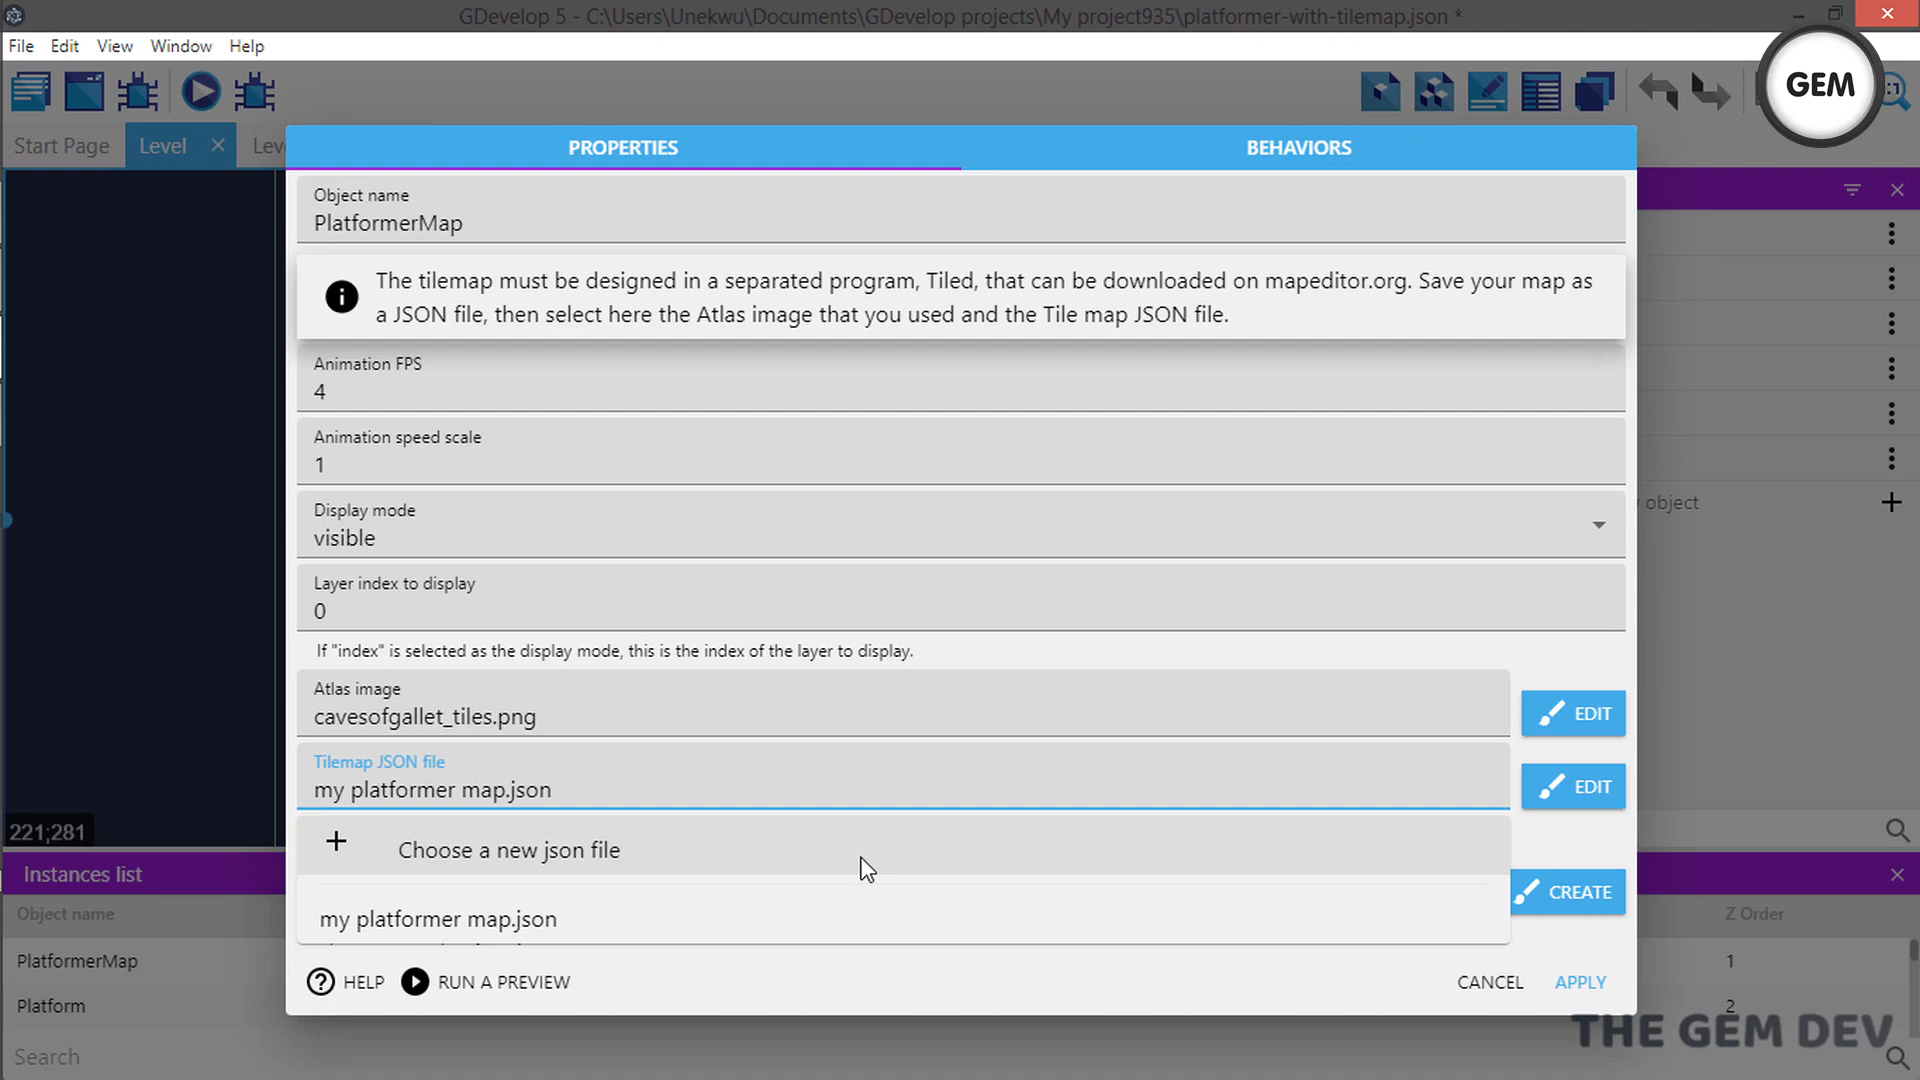 GDevelop 5 - C:\Users\Unekwu\Documents\GDevelop projects\My project935\platformer-with-tilemap.json *
File Edit View Window Help
GEM
Start Page Level Lev
PROPERTIES BEHAVIORS
Object name
PlatformerMap
The tilemap must be designed in a separated program, Tiled, that can be downloaded on mapeditor.org. Save your map as
a JSON file, then select here the Atlas image that you used and the Tile map JSON file.
Animation FPS
4
Animation speed scale
1
Display mode
visible
object
Layer index to display
0
If "index" is selected as the display mode, this is the index of the layer to display.
Atlas image
cavesofgallet_tiles.png
EDIT
Tilemap JSON file
my platformer map.json
EDIT
221;281
Choose a new json file
Instances list
CREATE
my platformer map.json
Object name Z Order
PlatformerMap 1
HELP RUN A PREVIEW CANCEL APPLY
Platform 2
THE GEM DEV
Search